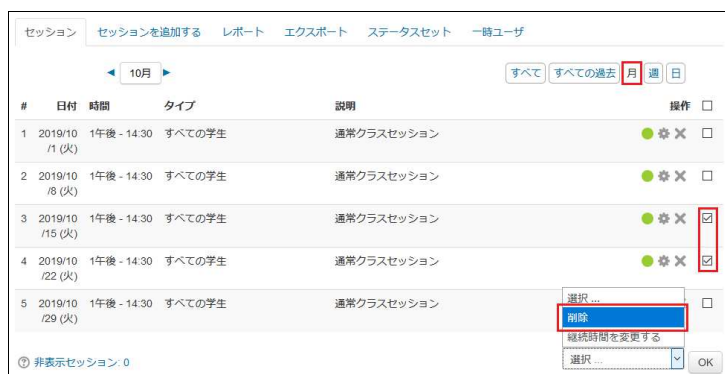 セッション セッションを追加する レポート エクスポート ステータスセット 一時ユーザ
◀ 10月 ▶ すべて すべての過去 月 週 日
# 日付 時間 タイプ 説明 操作
1 2019/10 1午後 - 14:30 すべての学生 通常クラスセッション
/1 (火)
2 2019/10 1午後 - 14:30 すべての学生 通常クラスセッション
/8 (火)
3 2019/10 1午後 - 14:30 すべての学生 通常クラスセッション
/15 (火)
4 2019/10 1午後 - 14:30 すべての学生 通常クラスセッション
/22 (火)
5 2019/10 1午後 - 14:30 すべての学生 通常クラスセッション
/29 (火)
選択 ...
削除
継続時間を変更する
非表示セッション: 0 選択 ... OK